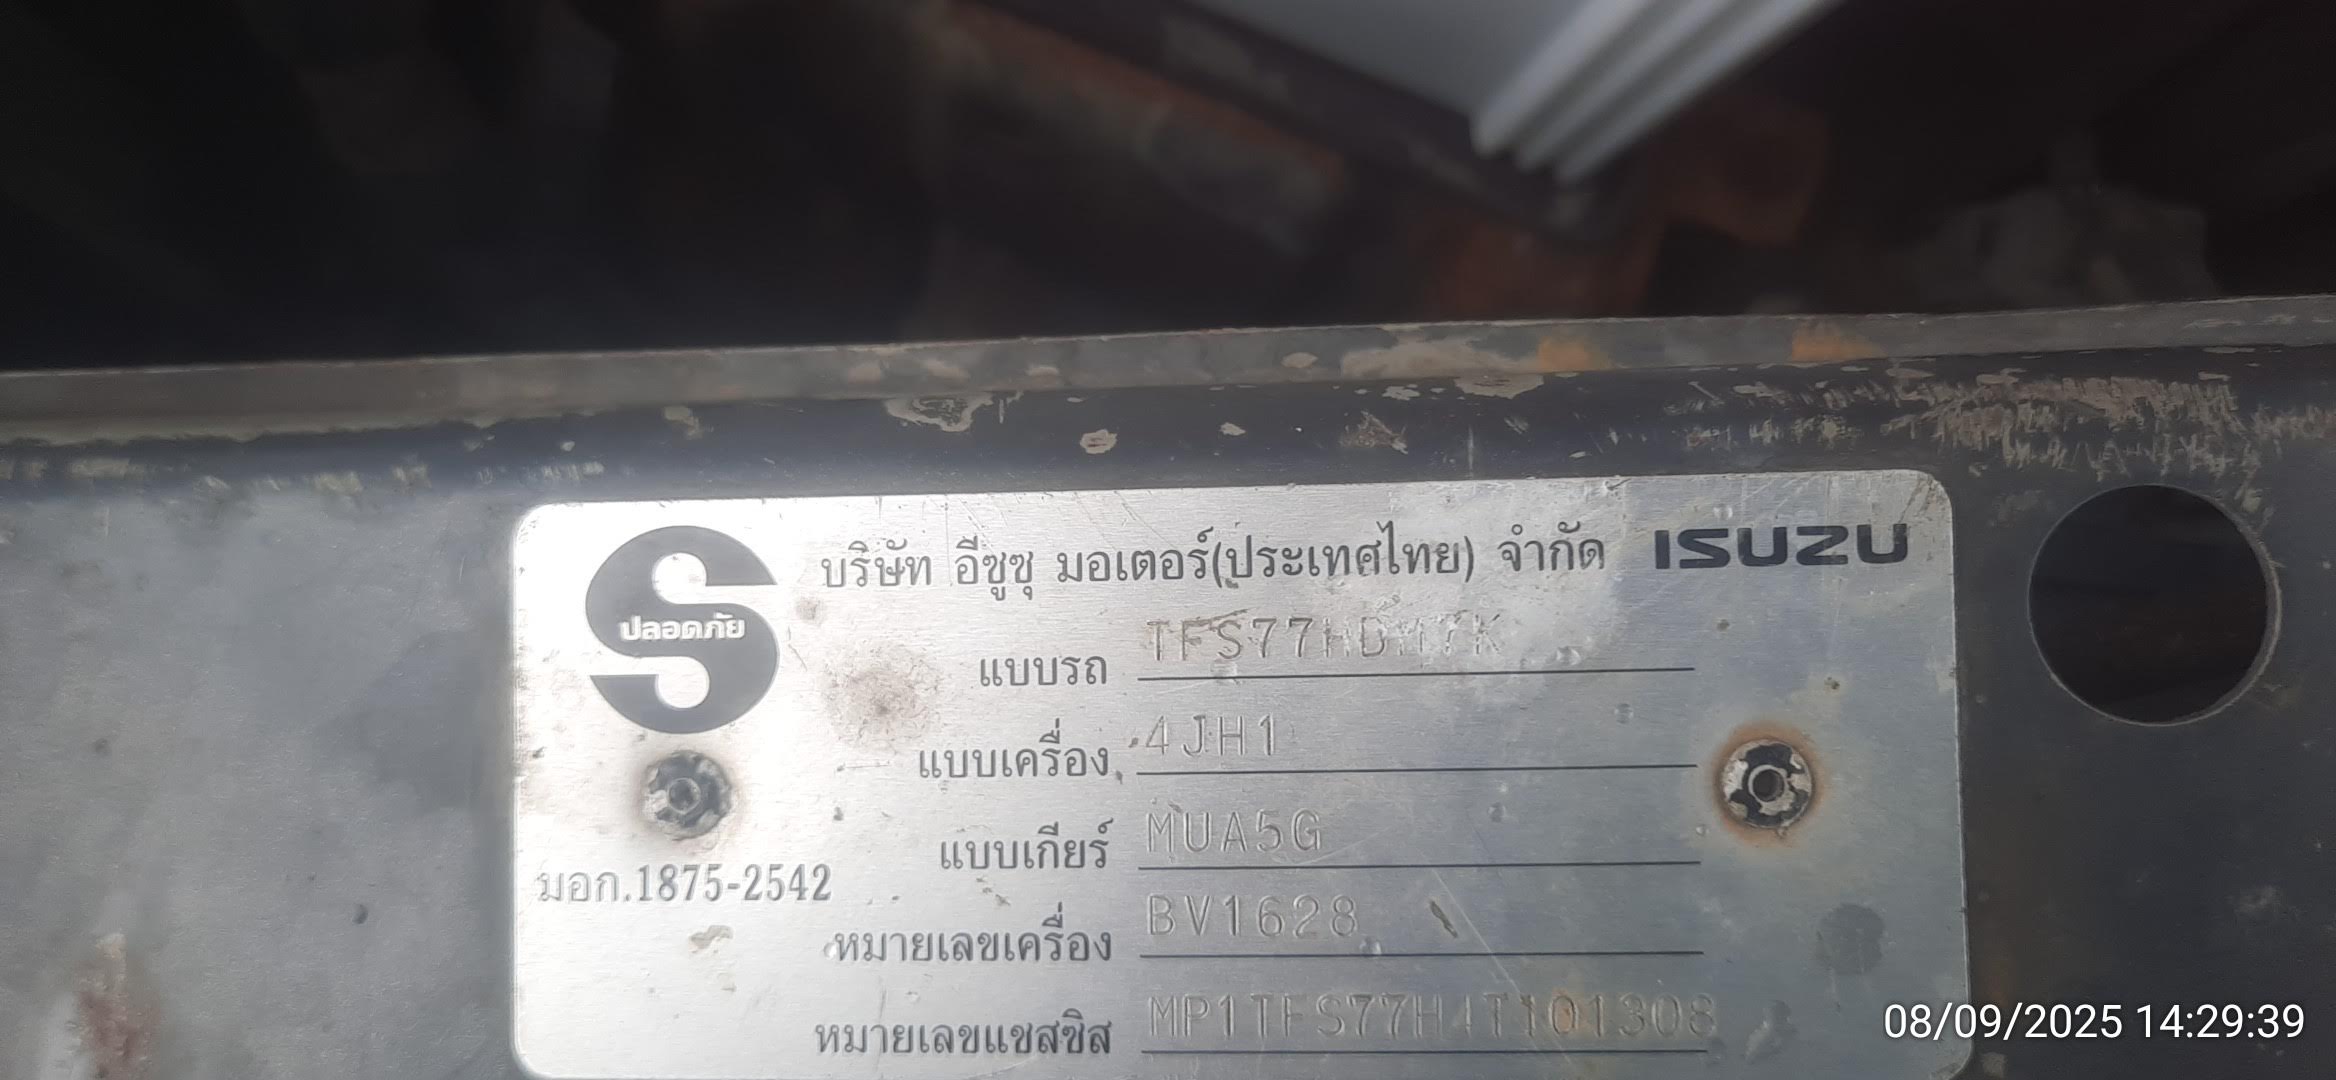 บริษัท อีซูซุ มอเตอร์(ประเทศไทย) จำกัด ISUZU
ปลอดภัย
แบบรถ TFS77HDM7K
แบบเครื่อง 4JH1
แบบเกียร์ MUA5G
มอก.1875-2542
หมายเลขเครื่อง BV1628
หมายเลขแชสซิส MP1TFS77H4T101308
08/09/2025 14:29:39